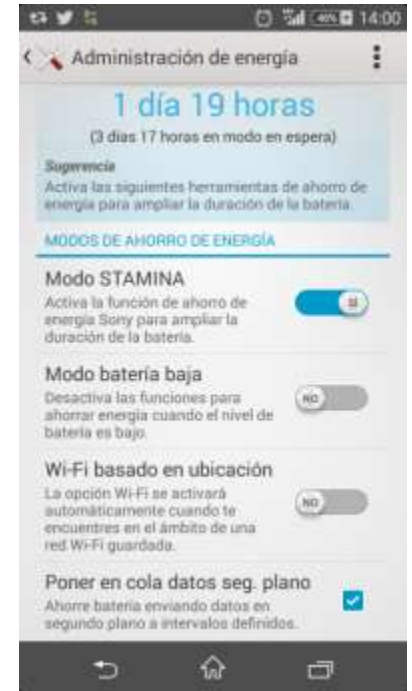 46% 14:00
Administración de energía
1 día 19 horas
(3 días 17 horas en modo en espera)
Sugerencia
Activa las siguientes herramientas de ahorro de
energía para ampliar la duración de la batería.
MODOS DE AHORRO DE ENERGÍA
Modo STAMINA
Activa la función de ahorro de
energía Sony para ampliar la
duración de la batería.
SÍ
Modo batería baja
Desactiva las funciones para
ahorrar energía cuando el nivel de
batería es bajo.
NO
Wi-Fi basado en ubicación
La opción Wi-Fi se activará
automáticamente cuando te
encuentres en el ámbito de una
red Wi-Fi guardada.
NO
Poner en cola datos seg. plano
Ahorre batería enviando datos en
segundo plano a intervalos definidos.